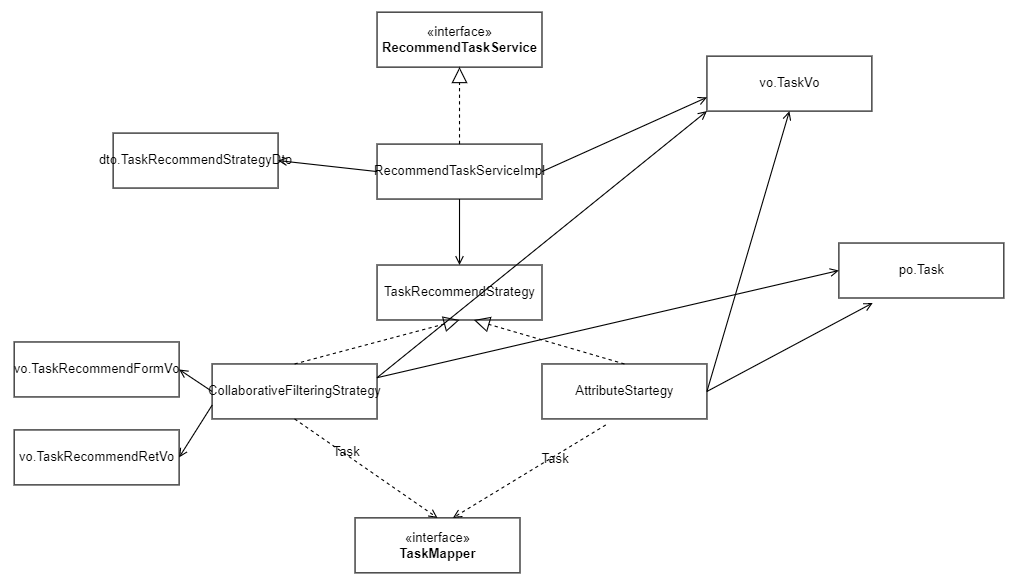 «interface»
RecommendTaskService
vo.TaskVo
dto.TaskRecommendStrategyDto
RecommendTaskServiceImpl
po.Task
TaskRecommendStrategy
vo.TaskRecommendFormVo
CollaborativeFilteringStrategy
AttributeStartegy
vo.TaskRecommendRetVo
Task
Task
«interface»
TaskMapper